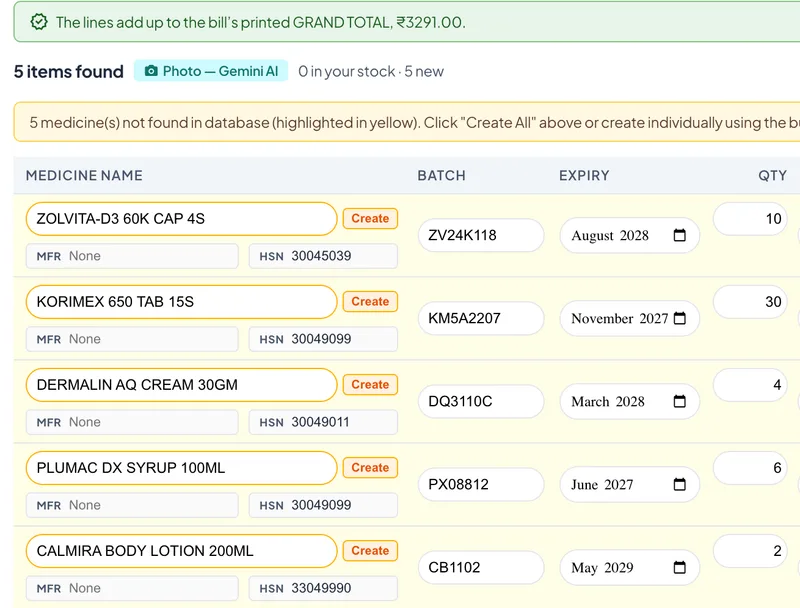 The lines add up to the bill's printed GRAND TOTAL, ₹3291.00.
5 items found Photo — Gemini AI 0 in your stock · 5 new
5 medicine(s) not found in database (highlighted in yellow). Click "Create All" above or create individually using the
MEDICINE NAME BATCH EXPIRY QTY
ZOLVITA-D3 60K CAP 4S Create ZV24K118 August 2028 10
MFR None HSN 30045039
KORIMEX 650 TAB 15S Create KM5A2207 November 2027 30
MFR None HSN 30049099
DERMALIN AQ CREAM 30GM Create DQ3110C March 2028 4
MFR None HSN 30049011
PLUMAC DX SYRUP 100ML Create PX08812 June 2027 6
MFR None HSN 30049099
CALMIRA BODY LOTION 200ML Create CB1102 May 2029 2
MFR None HSN 33049990